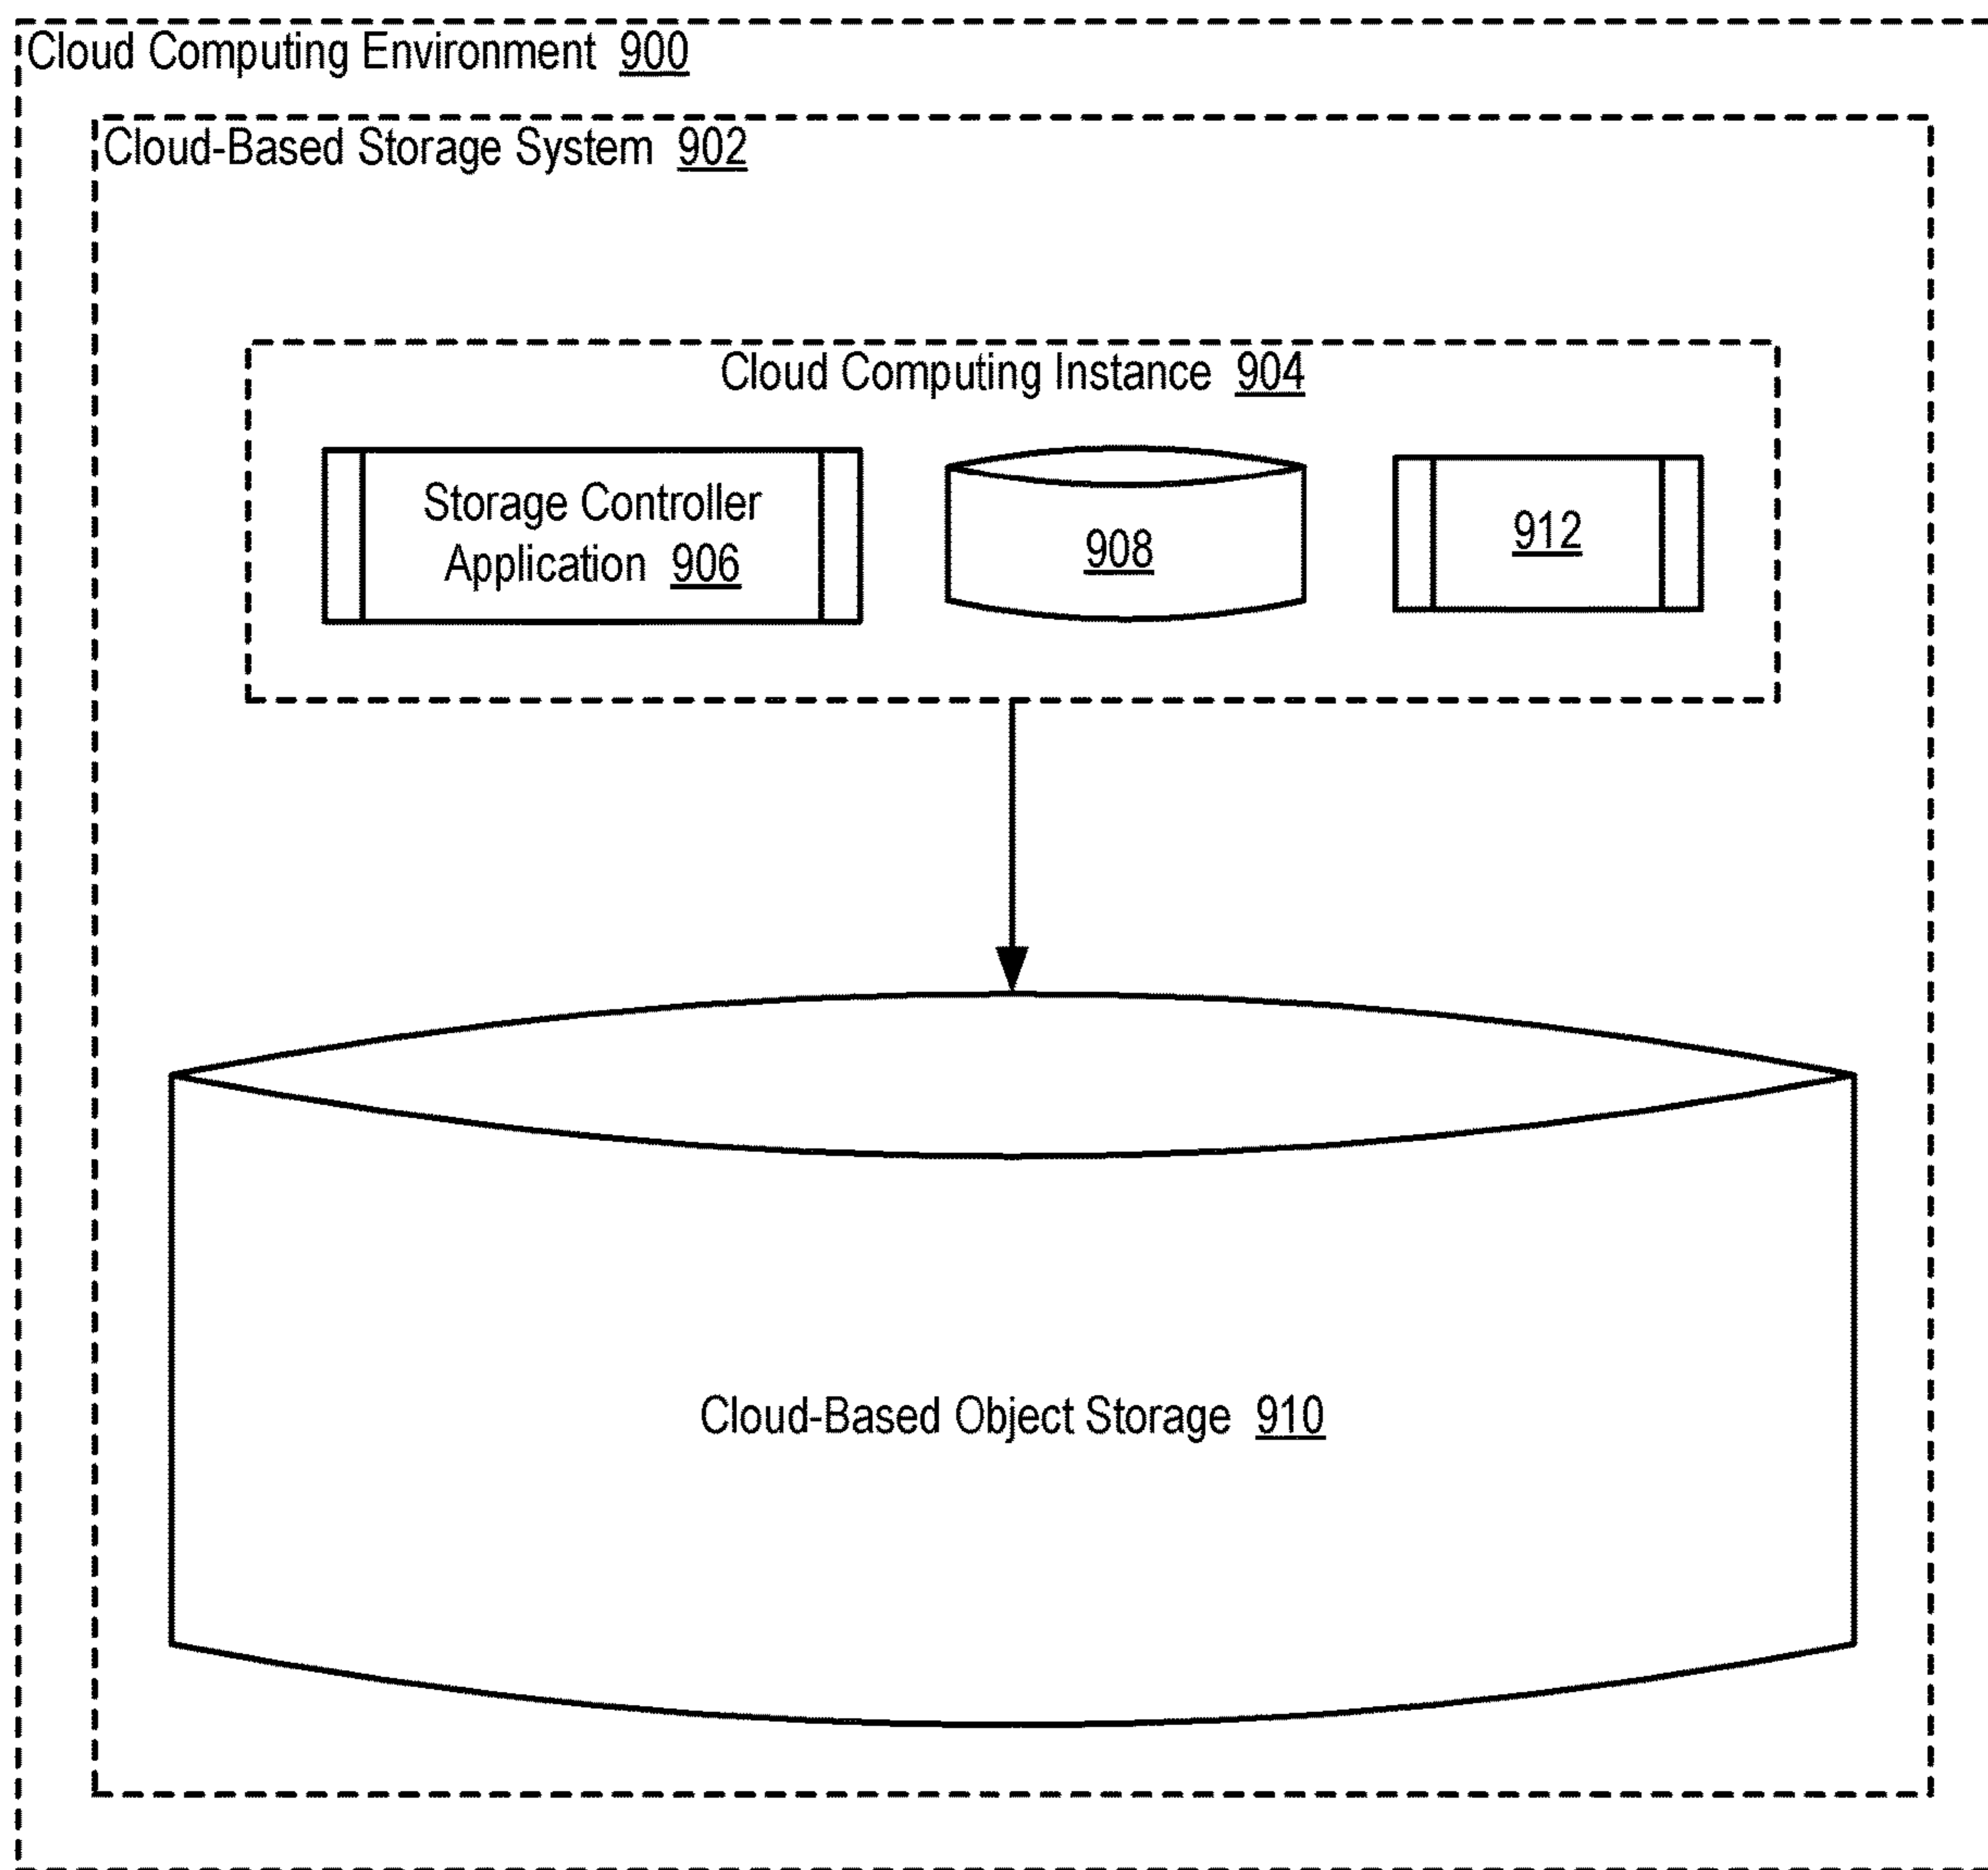 Cloud Computing Environment 900
Cloud-Based Storage System 902
Cloud Computing Instance 904
Storage Controller
Application 906
908
912
Cloud-Based Object Storage 910